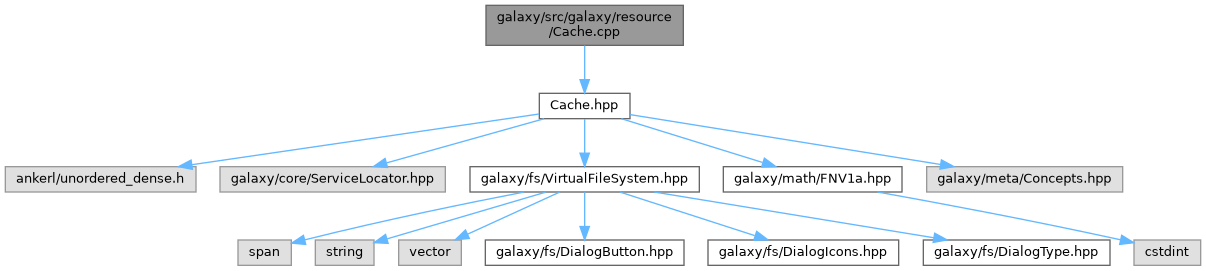 galaxy/src/galaxy/resource
/Cache.cpp
Cache.hpp
ankerl/unordered_dense.h
galaxy/core/ServiceLocator.hpp
galaxy/fs/VirtualFileSystem.hpp
galaxy/math/FNV1a.hpp
galaxy/meta/Concepts.hpp
span
string
vector
galaxy/fs/DialogButton.hpp
galaxy/fs/DialogIcons.hpp
galaxy/fs/DialogType.hpp
cstdint